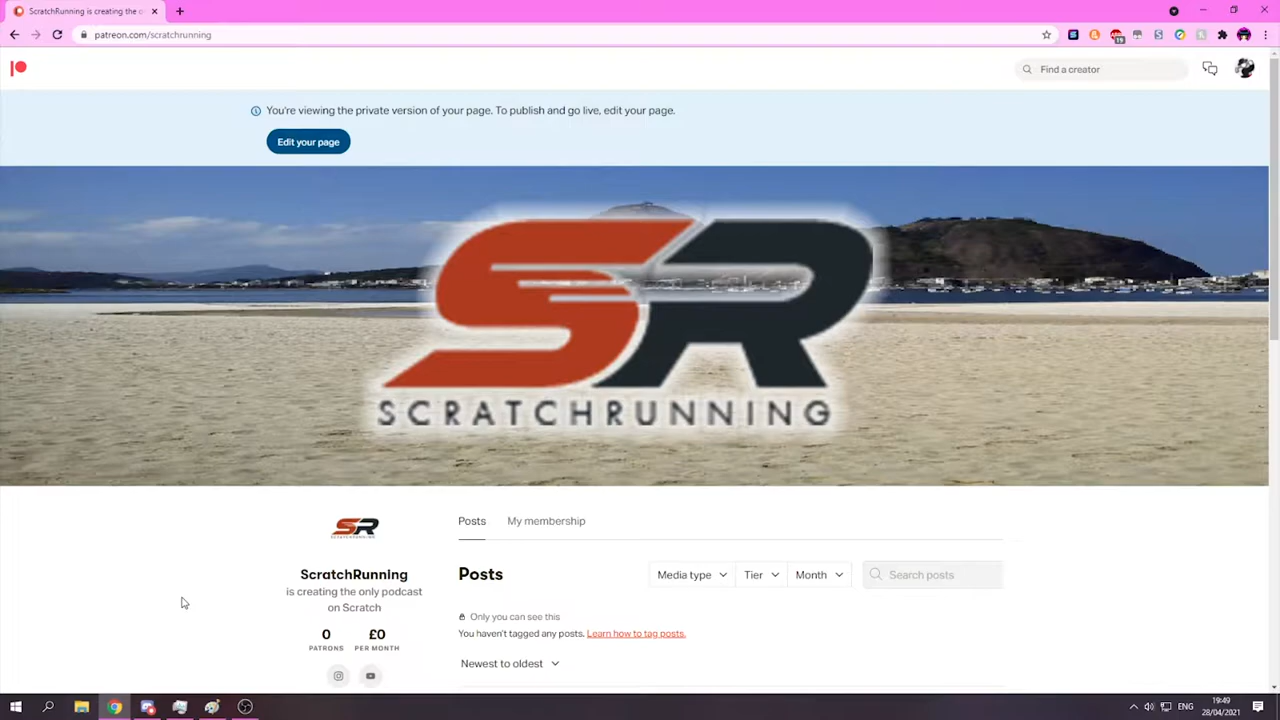 ScratchRunning is creating the o
patreon.com/scratchrunning
19
Find a creator
You're viewing the private version of your page. To publish and go live, edit your page.
Edit your page
SR
SCRATCHRUNNING
SR
SCRATCHRUNNING
Posts My membership
ScratchRunning
is creating the only podcast
on Scratch
0 £0
PATRONS PER MONTH
Posts
Media type Tier Month Search posts
Only you can see this
You haven't tagged any posts. Learn how to tag posts.
Newest to oldest
ENG
19:49
28/04/2021